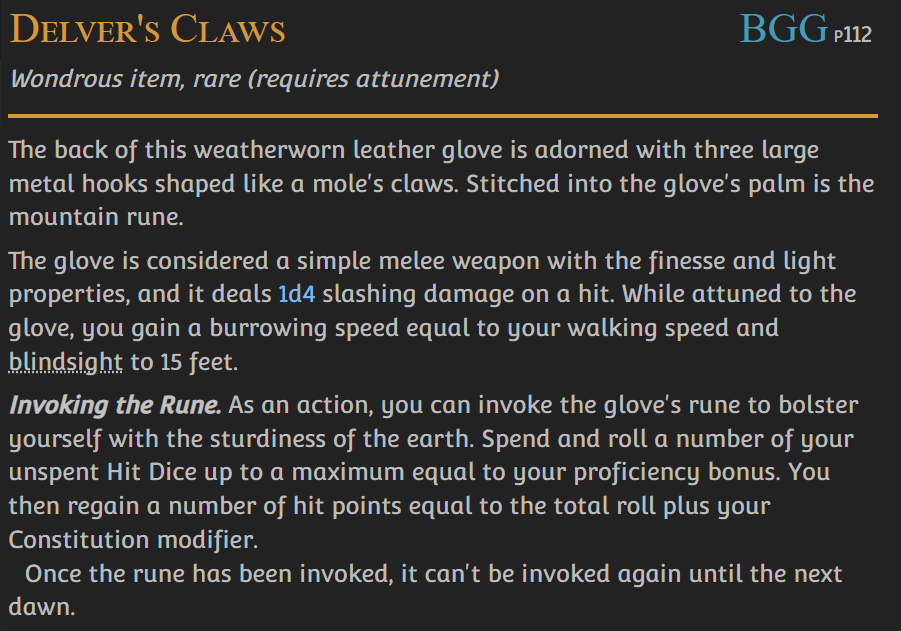 Delver's Claws BGG p112
Wondrous item, rare (requires attunement)
The back of this weatherworn leather glove is adorned with three large
metal hooks shaped like a mole's claws. Stitched into the glove's palm is the
mountain rune.
The glove is considered a simple melee weapon with the finesse and light
properties, and it deals 1d4 slashing damage on a hit. While attuned to the
glove, you gain a burrowing speed equal to your walking speed and
blindsight to 15 feet.
Invoking the Rune. As an action, you can invoke the glove's rune to bolster
yourself with the sturdiness of the earth. Spend and roll a number of your
unspent Hit Dice up to a maximum equal to your proficiency bonus. You
then regain a number of hit points equal to the total roll plus your
Constitution modifier.
Once the rune has been invoked, it can't be invoked again until the next
dawn.